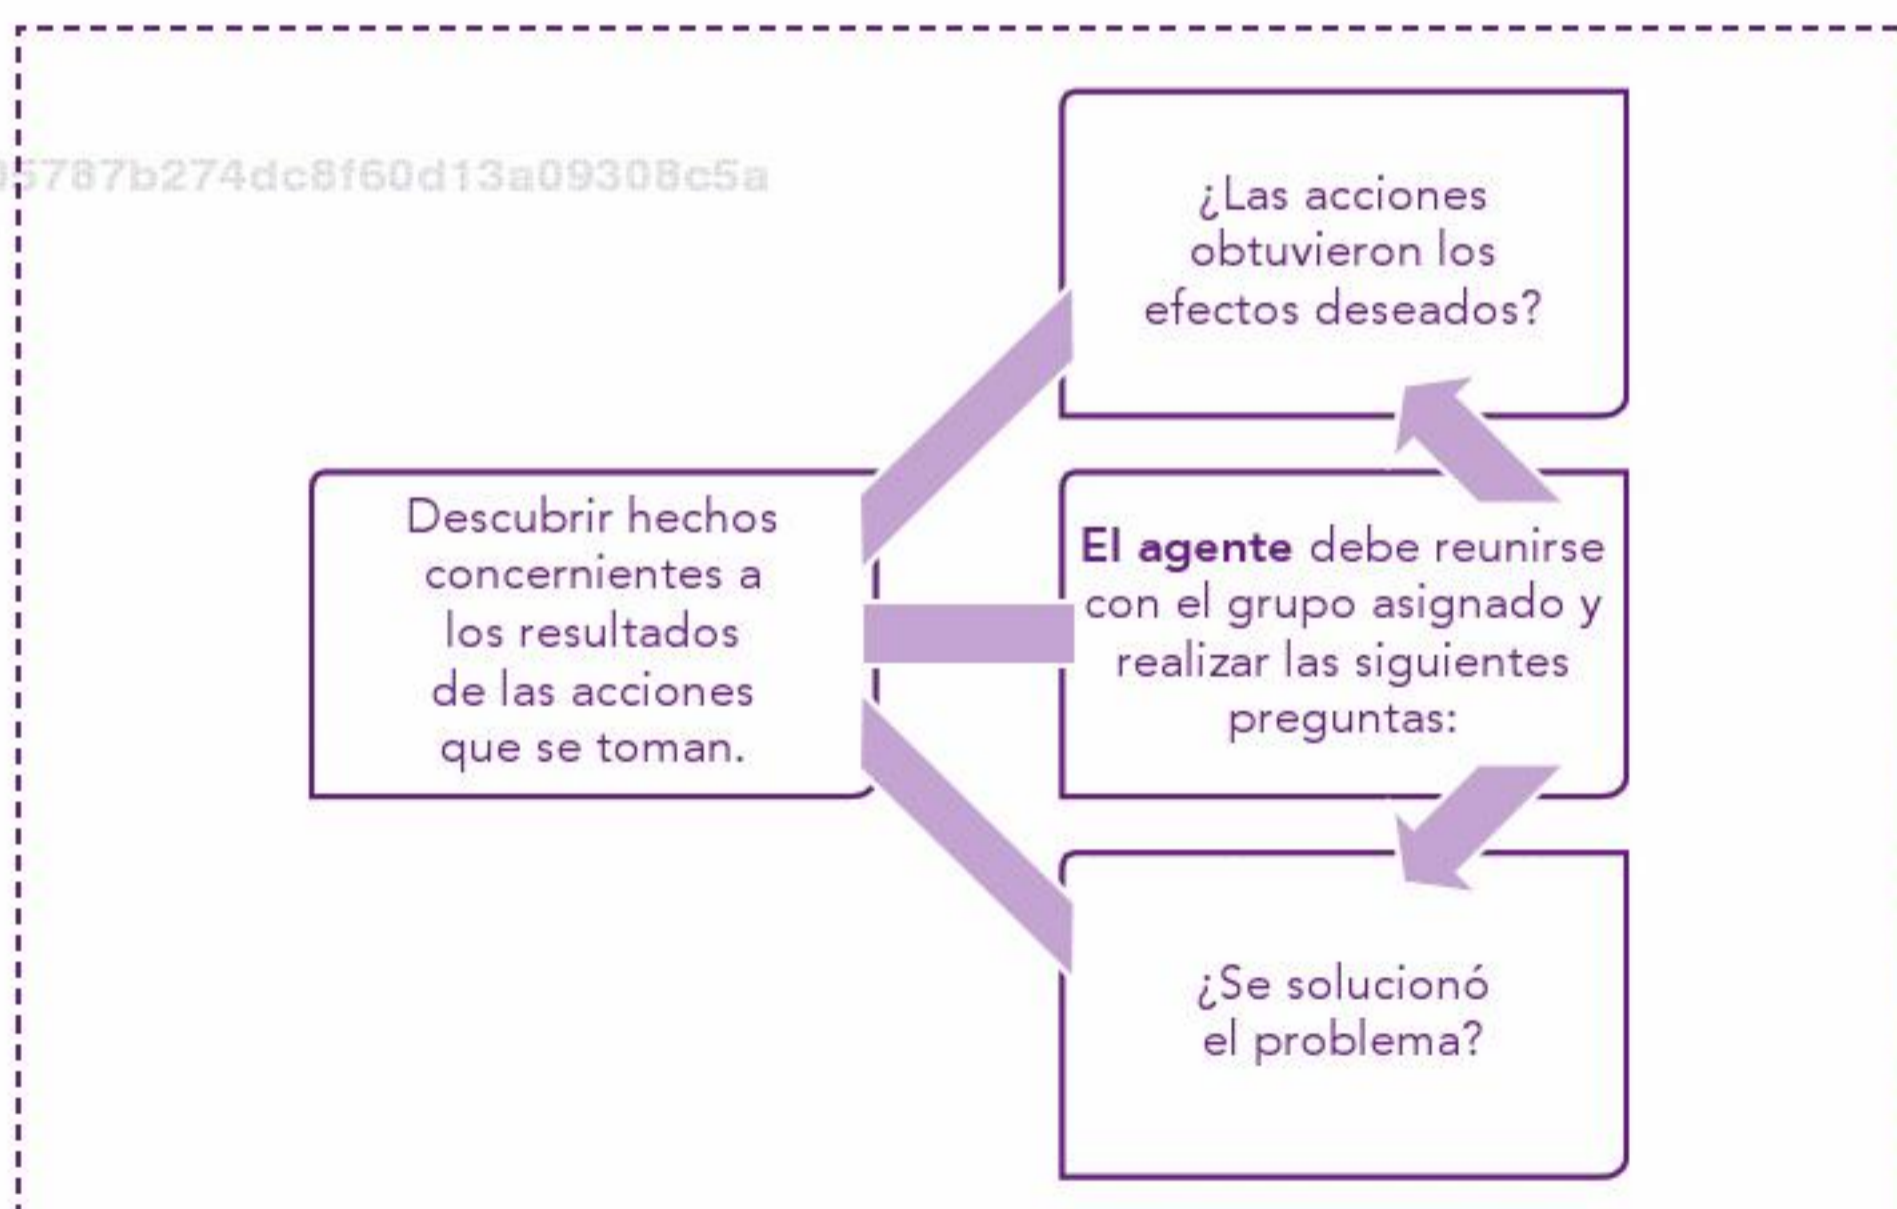 5787b274dc8f60d13a09308c5a
¿Las acciones
obtuvieron los
efectos deseados?
Descubrir hechos
concernientes a
los resultados
de las acciones
que se toman.
El agente debe reunirse
con el grupo asignado y
realizar las siguientes
preguntas:
¿Se solucionó
el problema?